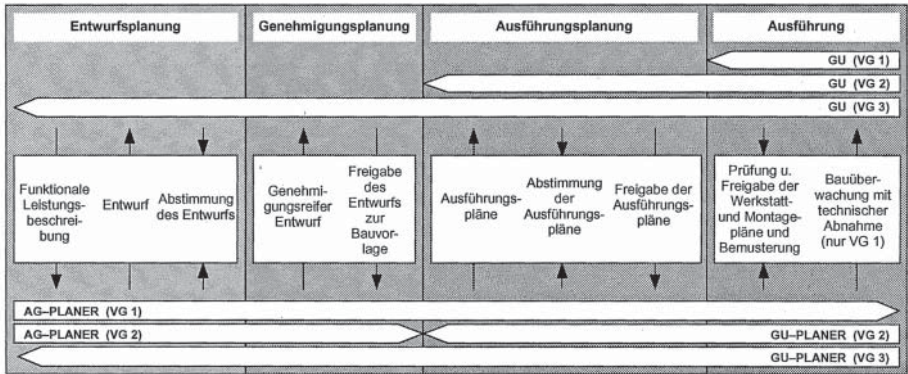 Entwurfsplanung
Genehmigungsplanung
Ausführungsplanung
Ausführung
GU (VG 1)
GU (VG 2)
GU (VG 3)
Funktionale
Leistungs-
beschrei-
bung
Entwurf
Abstimmung
des Entwurfs
Genehmi-
gungsreifer
Entwurf
Freigabe
des
Entwurfs
zur
Bauvor-
lage
Ausführungs-
pläne
Abstimmung
der
Ausführungs-
pläne
Freigabe der
Ausführungs-
pläne
Prüfung u.
Freigabe der
Werkstatt-
und Montage-
pläne und
Bemusterung
Bauüber-
wachung mit
technischer
Abnahme
(nur VG 1)
AG–PLANER (VG 1)
AG–PLANER (VG 2)
GU–PLANER (VG 2)
GU–PLANER (VG 3)